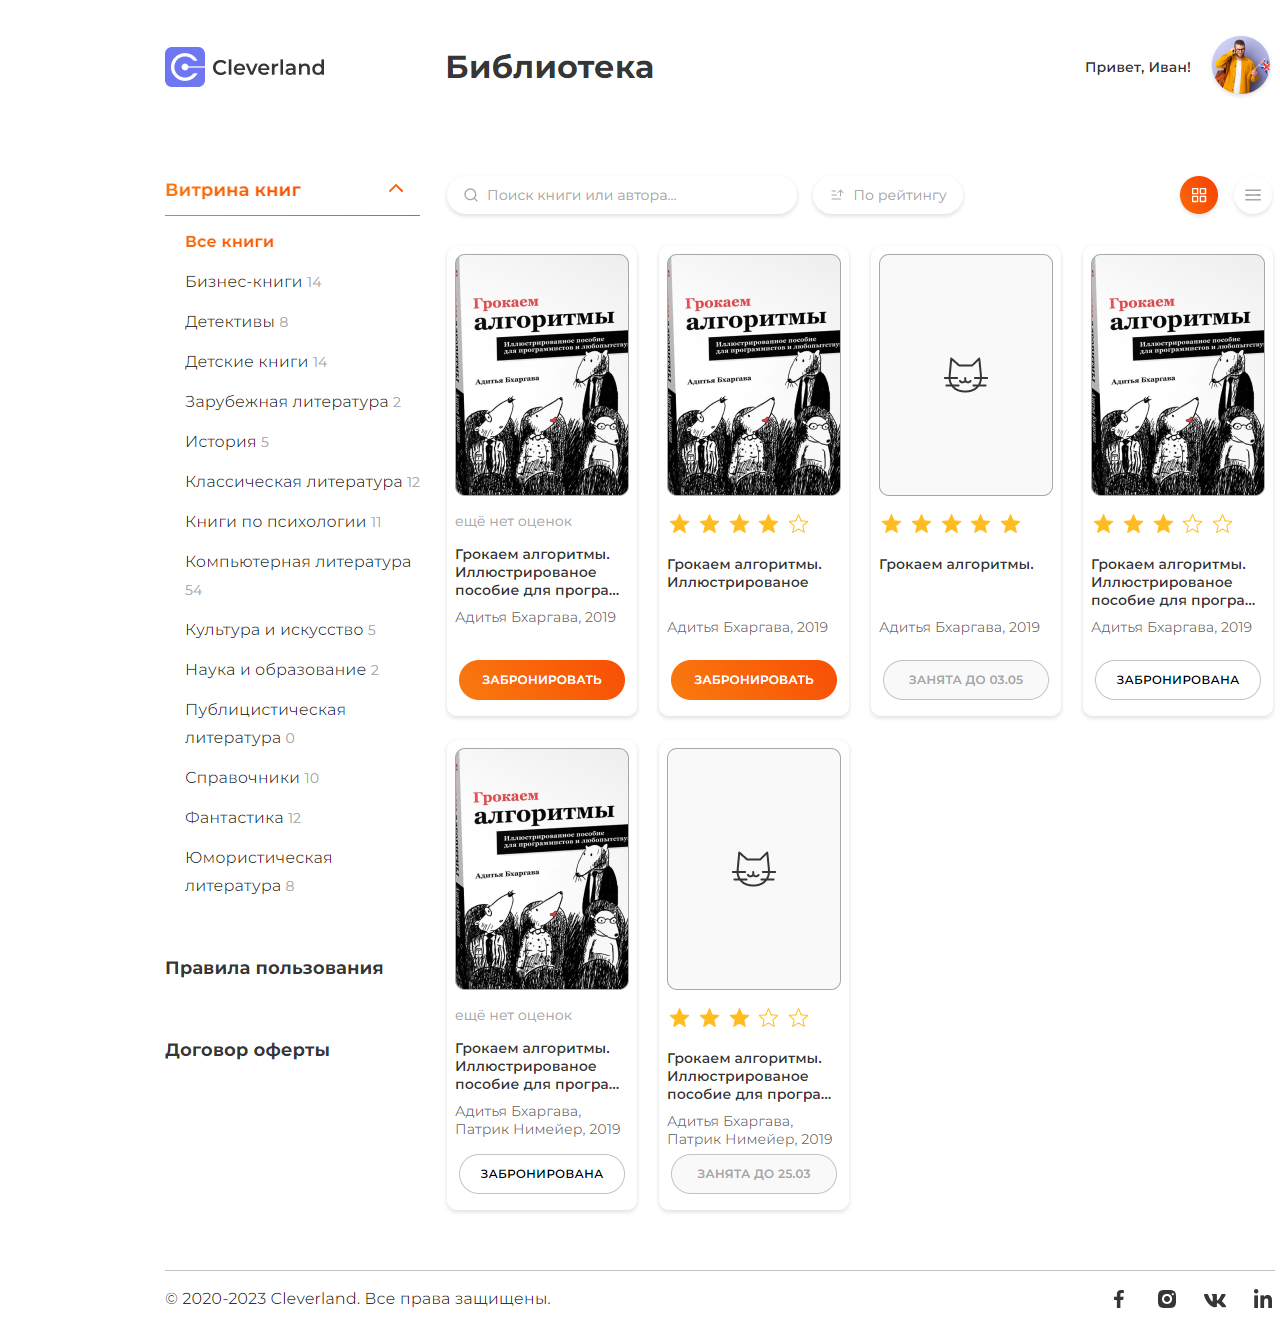 Cleverland
Библиотека
Привет, Иван!
Витрина книг
Поиск книги или автора...
По рейтингу
Все книги
Бизнес-книги 14
Детективы 8
Детские книги 14
Зарубежная литература 2
История 5
Классическая литература 12
Книги по психологии 11
Компьютерная литература
54
Культура и искусство 5
Наука и образование 2
Публицистическая
литература 0
Справочники 10
Фантастика 12
Юмористическая
литература 8
Правила пользования
Договор оферты
Грокаем
алгоритмы
Иллюстрированное пособие
для программистов и любопытству
Адитья Бхаргава
ещё нет оценок
Грокаем алгоритмы.
Иллюстрированое
пособие для програ...
Адитья Бхаргава, 2019
ЗАБРОНИРОВАТЬ
Грокаем
алгоритмы
Иллюстрированное пособие
для программистов и любопытству
Адитья Бхаргава
Грокаем алгоритмы.
Иллюстрированое
Адитья Бхаргава, 2019
ЗАБРОНИРОВАТЬ
Грокаем алгоритмы.
Адитья Бхаргава, 2019
ЗАНЯТА ДО 03.05
Грокаем
алгоритмы
Иллюстрированное пособие
для программистов и любопытству
Адитья Бхаргава
Грокаем алгоритмы.
Иллюстрированое
пособие для програ...
Адитья Бхаргава, 2019
ЗАБРОНИРОВАНА
Грокаем
алгоритмы
Иллюстрированное пособие
для программистов и любопытству
Адитья Бхаргава
ещё нет оценок
Грокаем алгоритмы.
Иллюстрированое
пособие для програ...
Адитья Бхаргава,
Патрик Нимейер, 2019
ЗАБРОНИРОВАНА
Грокаем алгоритмы.
Иллюстрированое
пособие для програ...
Адитья Бхаргава,
Патрик Нимейер, 2019
ЗАНЯТА ДО 25.03
© 2020-2023 Cleverland. Все права защищены.